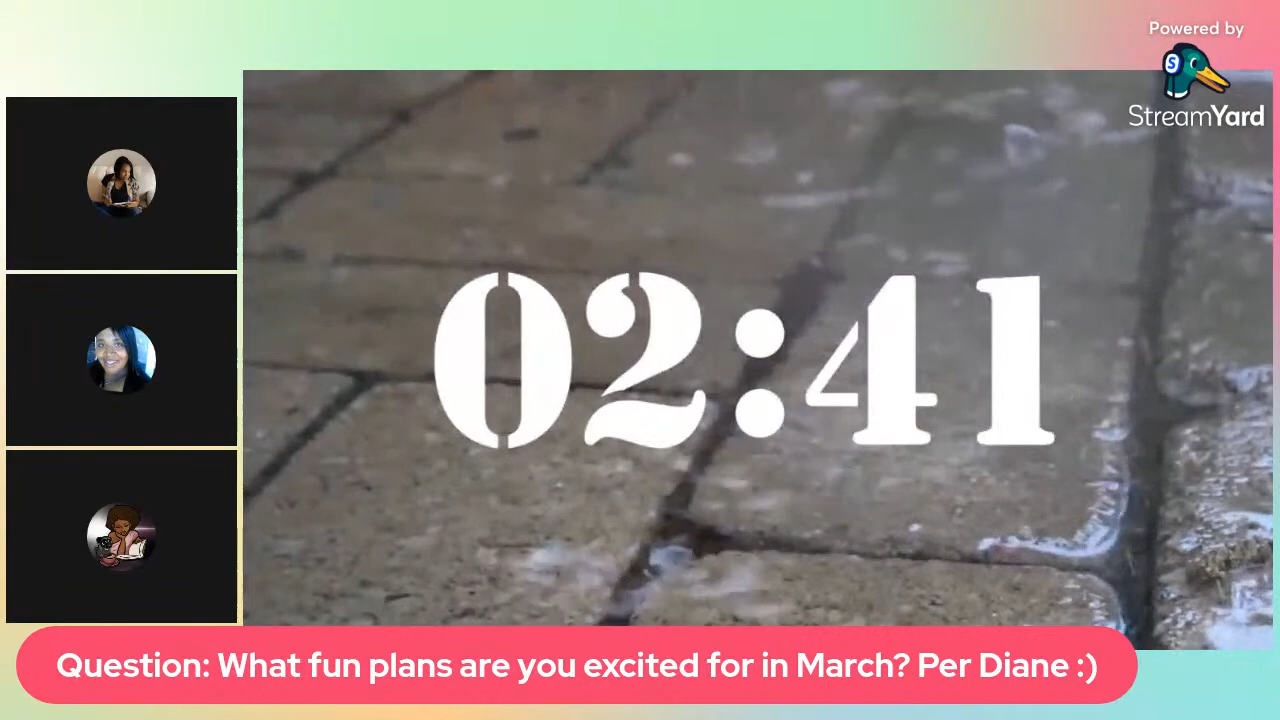 Powered by
StreamYard
02:41
Question: What fun plans are you excited for in March? Per Diane :)